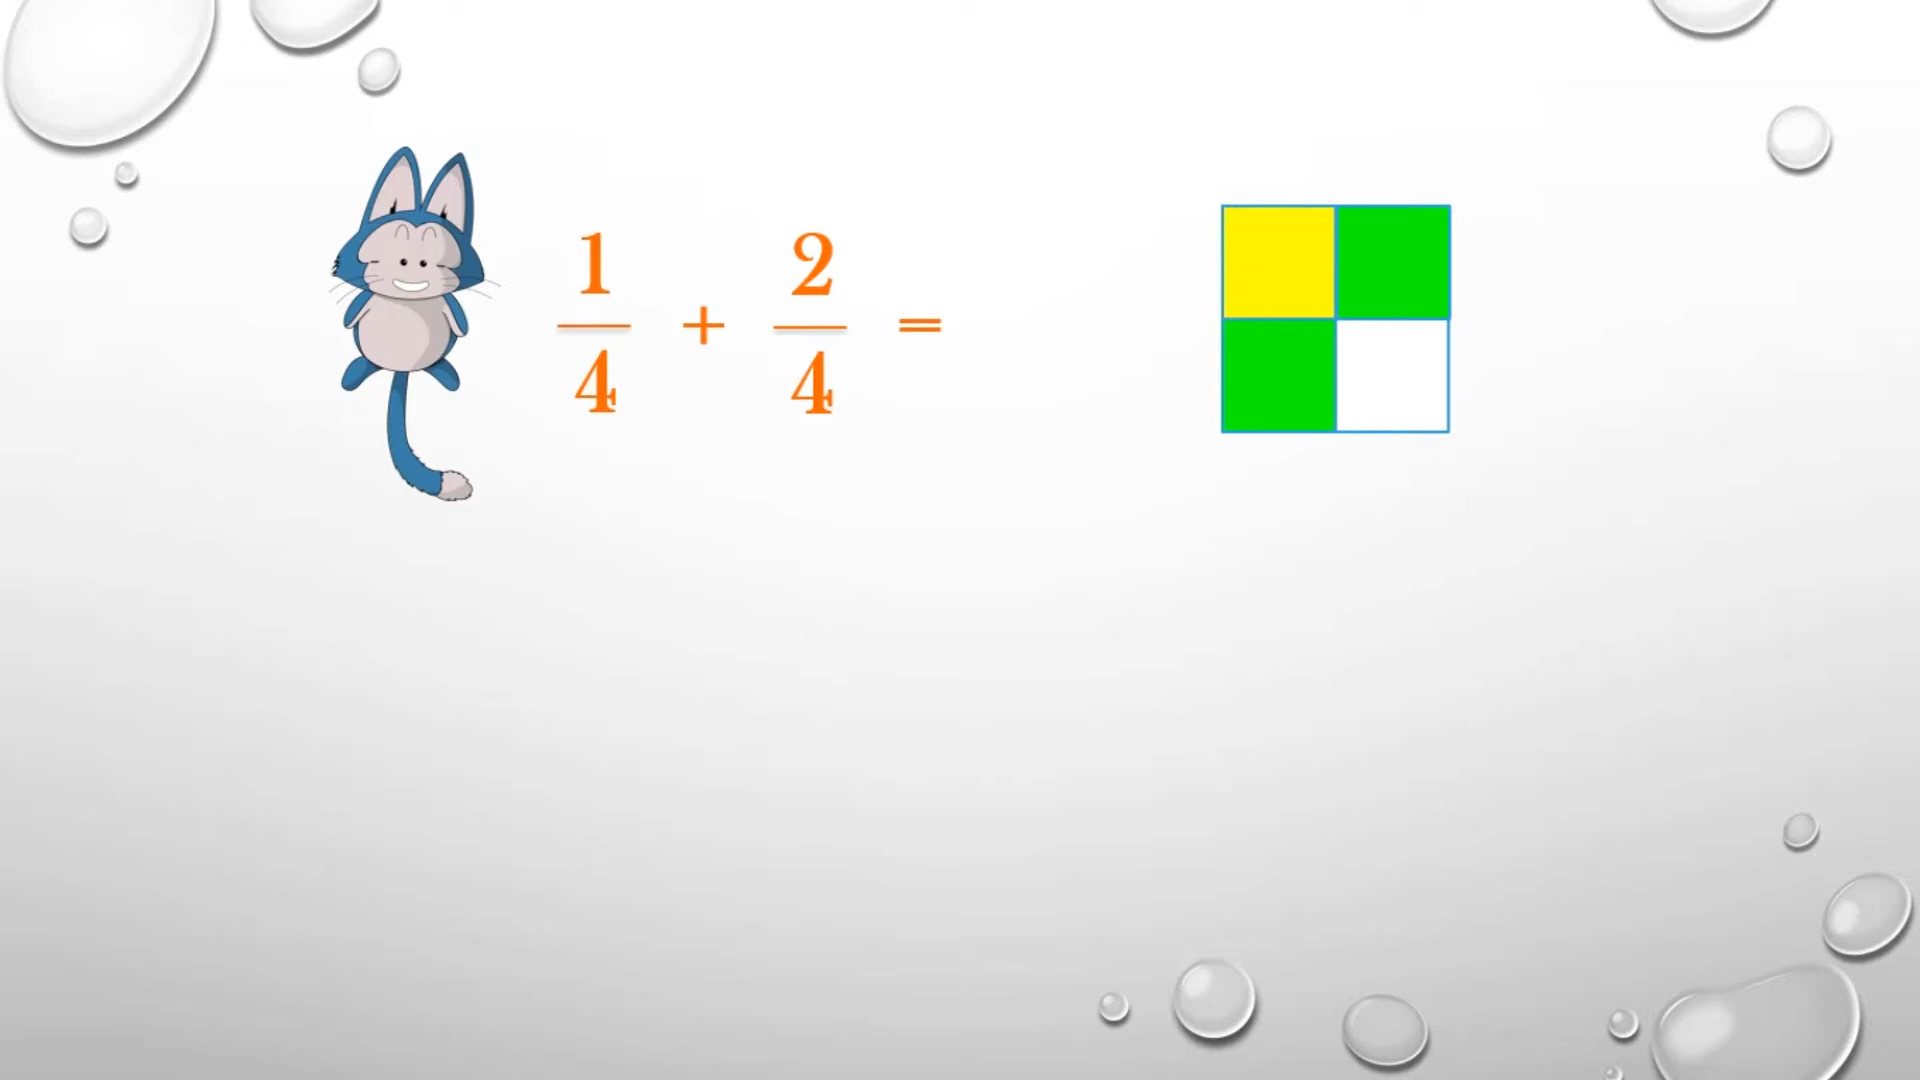 1/4 + 2/4 =